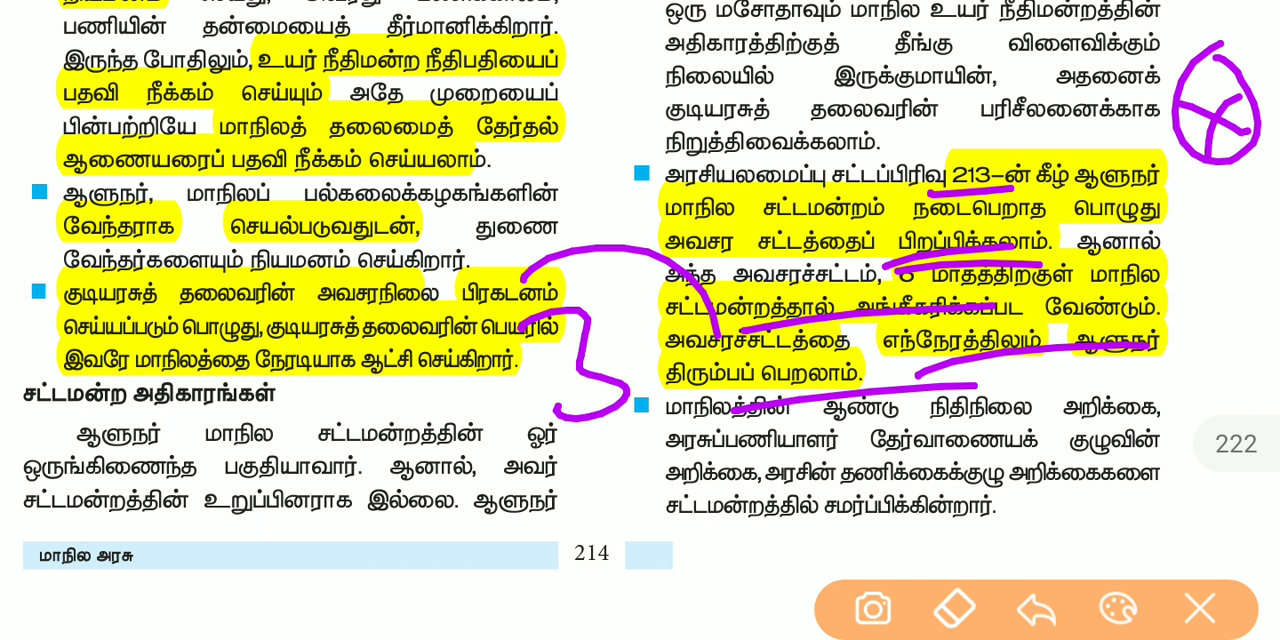 பணியின் தன்மையைத் தீர்மானிக்கிறார்.
இருந்த போதிலும், உயர் நீதிமன்ற நீதிபதியைப்
பதவி நீக்கம் செய்யும் அதே முறையைப்
பின்பற்றியே மாநிலத் தலைமைத் தேர்தல்
ஆணையரைப் பதவி நீக்கம் செய்யலாம்.
ஆளுநர், மாநிலப் பல்கலைக்கழகங்களின்
வேந்தராக செயல்படுவதுடன், துணை
வேந்தர்களையும் நியமனம் செய்கிறார்.
குடியரசுத் தலைவரின் அவசரநிலை பிரகடனம்
செய்யப்படும் பொழுது, குடியரசுத் தலைவரின் பெயரில்
இவரே மாநிலத்தை நேரடியாக ஆட்சி செய்கிறார்.
சட்டமன்ற அதிகாரங்கள்
ஆளுநர் மாநில சட்டமன்றத்தின் ஓர்
ஒருங்கிணைந்த பகுதியாவார். ஆனால், அவர்
சட்டமன்றத்தின் உறுப்பினராக இல்லை. ஆளுநர்
ஒரு மசோதாவும் மாநில உயர் நீதிமன்றத்தின்
அதிகாரத்திற்குத் தீங்கு விளைவிக்கும்
நிலையில் இருக்குமாயின், அதனைக்
குடியரசுத் தலைவரின் பரிசீலனைக்காக
நிறுத்திவைக்கலாம்.
அரசியலமைப்பு சட்டப்பிரிவு 213–ன் கீழ் ஆளுநர்
மாநில சட்டமன்றம் நடைபெறாத பொழுது
அவசர சட்டத்தைப் பிறப்பிக்கலாம். ஆனால்
அந்த அவசரச்சட்டம், 6 மாதத்திற்குள் மாநில
சட்டமன்றத்தால் அங்கீகரிக்கப்பட வேண்டும்.
அவசரச்சட்டத்தை எந்நேரத்திலும் ஆளுநர்
திரும்பப் பெறலாம்.
மாநிலத்தின் ஆண்டு நிதிநிலை அறிக்கை,
அரசுப்பணியாளர் தேர்வாணையக் குழுவின்
அறிக்கை, அரசின் தணிக்கைக்குழு அறிக்கைகளை
சட்டமன்றத்தில் சமர்ப்பிக்கின்றார்.
மாநில அரசு
214
222